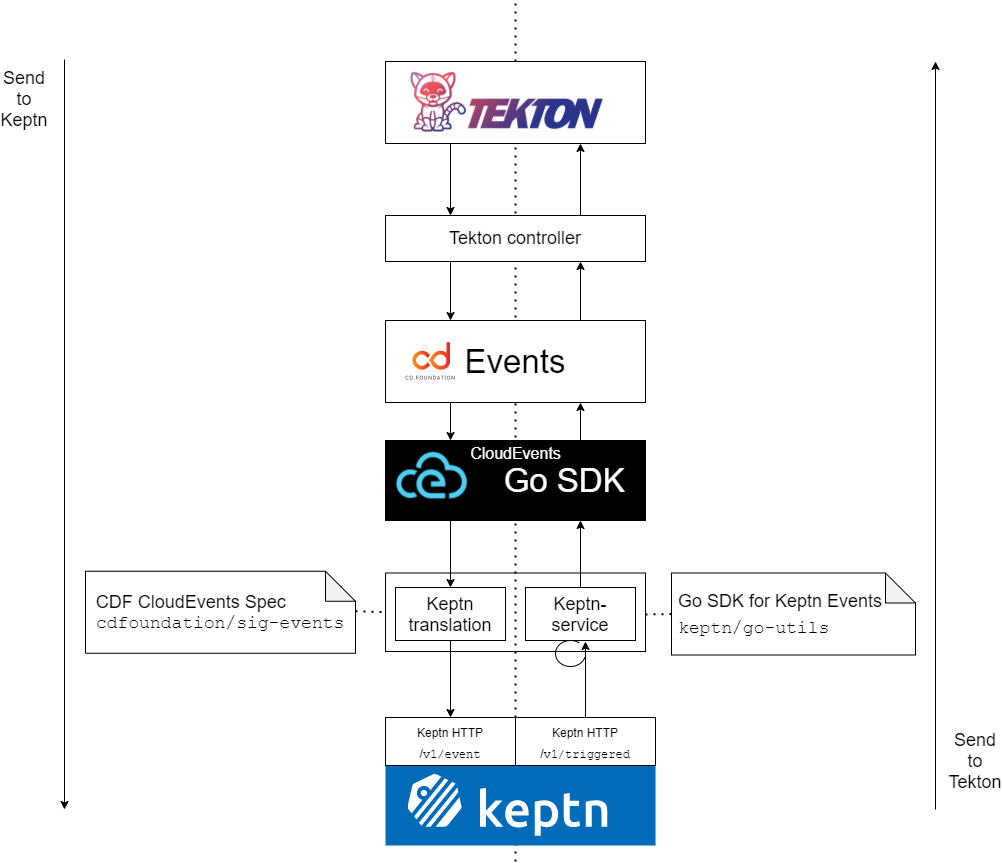 Send
to
Keptn
TEKTON
Tekton controller
cd
CD.FOUNDATION
Events
CloudEvents
Go SDK
CDF CloudEvents Spec
cdfoundation/sig-events
Keptn
translation
Keptn-
service
Go SDK for Keptn Events
keptn/go-utils
Keptn HTTP
/v1/event
Keptn HTTP
/v1/triggered
keptn
Send
to
Tekton